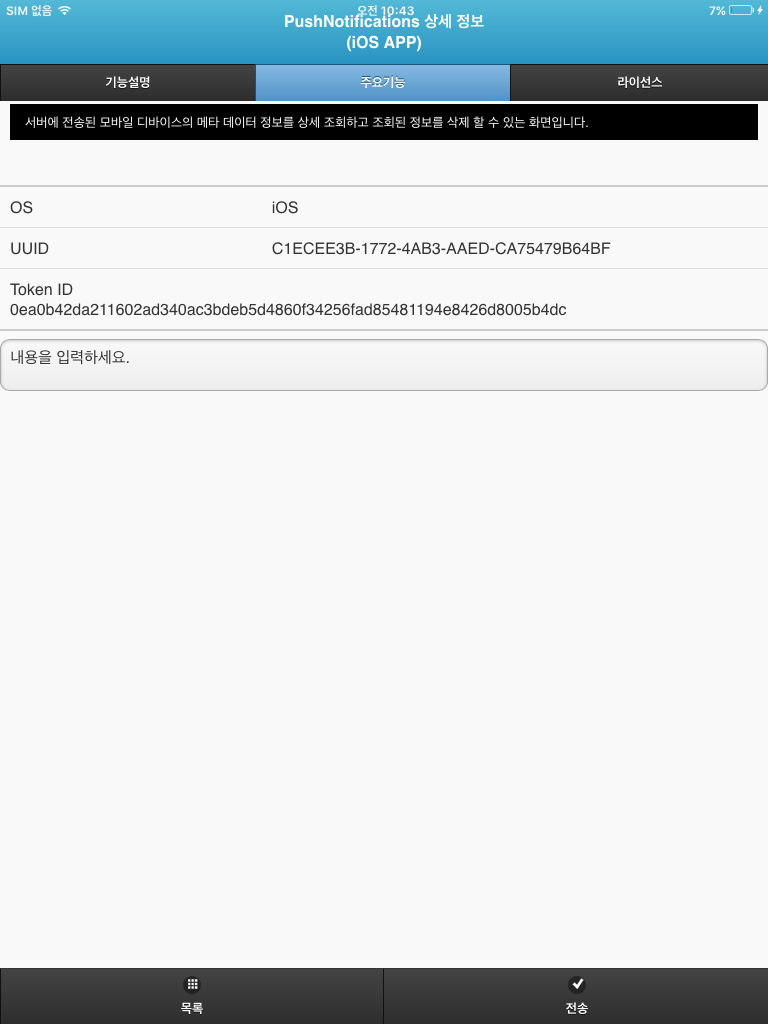 SIM 없음 오전 10:43 7%
PushNotifications 상세 정보
(iOS APP)
기능설명 주요기능 라이선스
서버에 전송된 모바일 디바이스의 메타 데이터 정보를 상세 조회하고 조회된 정보를 삭제 할 수 있는 화면입니다.
OS iOS
UUID C1ECEE3B-1772-4AB3-AAED-CA75479B64BF
Token ID
0ea0b42da211602ad340ac3bdeb5d4860f34256fad85481194e8426d8005b4dc
내용을 입력하세요.
목록 전송